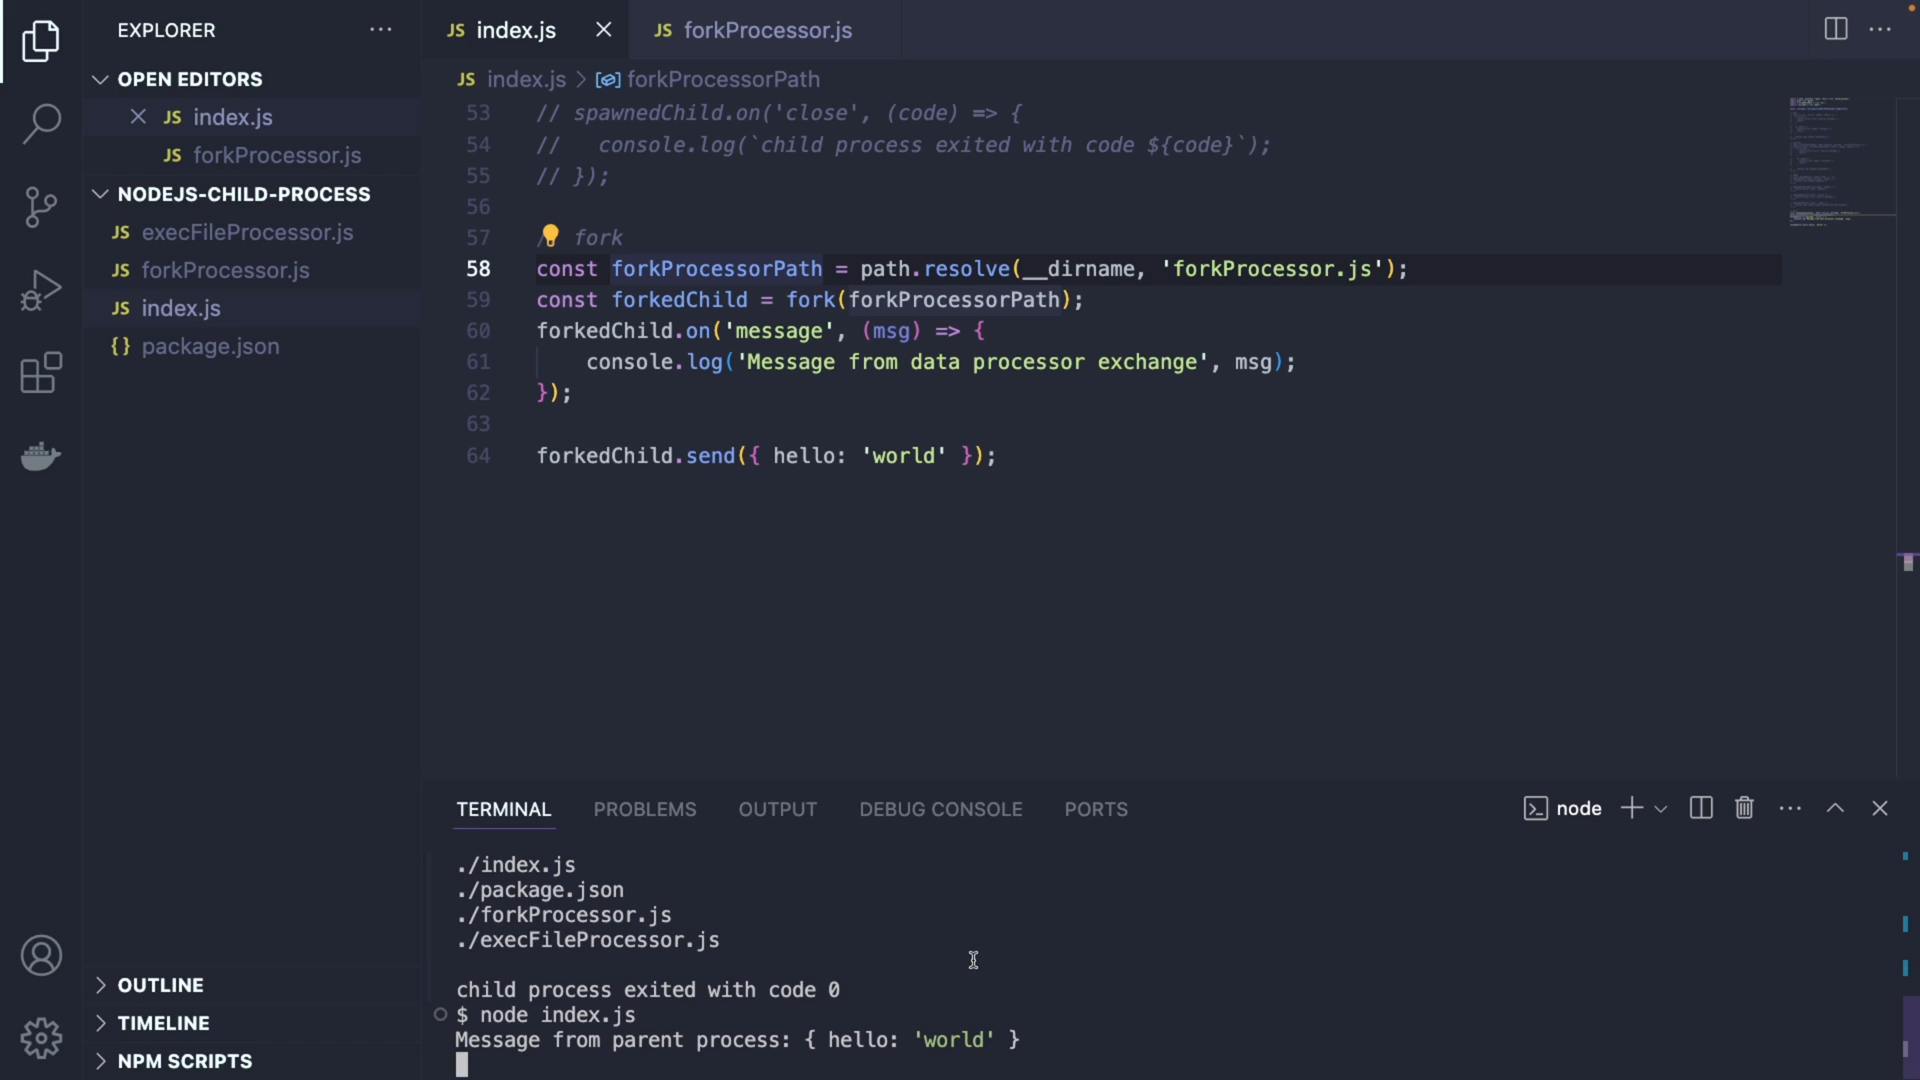 EXPLORER
OPEN EDITORS
JS index.js
JS forkProcessor.js
NODEJS-CHILD-PROCESS
JS execFileProcessor.js
JS forkProcessor.js
JS index.js
{} package.json
OUTLINE
TIMELINE
NPM SCRIPTS
JS index.js
JS forkProcessor.js
JS index.js > forkProcessorPath
53 // spawnedChild.on('close', (code) => {
54 //   console.log(`child process exited with code ${code}`);
55 // });
56
57 / fork
58 const forkProcessorPath = path.resolve(__dirname, 'forkProcessor.js');
59 const forkedChild = fork(forkProcessorPath);
60 forkedChild.on('message', (msg) => {
61     console.log('Message from data processor exchange', msg);
62 });
63
64 forkedChild.send({ hello: 'world' });
TERMINAL PROBLEMS OUTPUT DEBUG CONSOLE PORTS
node
./index.js
./package.json
./forkProcessor.js
./execFileProcessor.js
child process exited with code 0
$ node index.js
Message from parent process: { hello: 'world' }